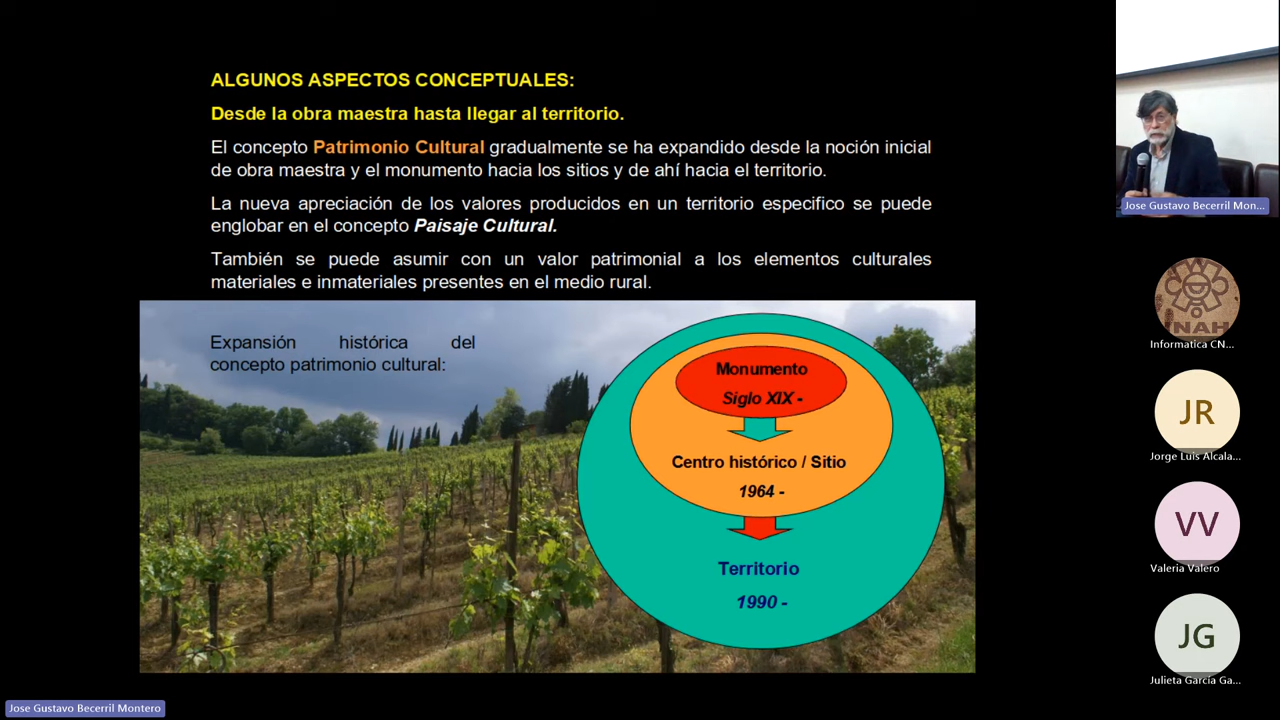 ALGUNOS ASPECTOS CONCEPTUALES:
Desde la obra maestra hasta llegar al territorio.
El concepto Patrimonio Cultural gradualmente se ha expandido desde la noción inicial
de obra maestra y el monumento hacia los sitios y de ahí hacia el territorio.
La nueva apreciación de los valores producidos en un territorio especifico se puede
englobar en el concepto Paisaje Cultural.
También se puede asumir con un valor patrimonial a los elementos culturales
materiales e inmateriales presentes en el medio rural.
Expansión histórica del
concepto patrimonio cultural:
Monumento
Siglo XIX -
Centro histórico / Sitio
1964 -
Territorio
1990 -
Jose Gustavo Becerril Mon...
INAH
Informatica CN...
JR
Jorge Luis Alcala...
VV
Valeria Valero
JG
Julieta García Ga...
Jose Gustavo Becerril Montero